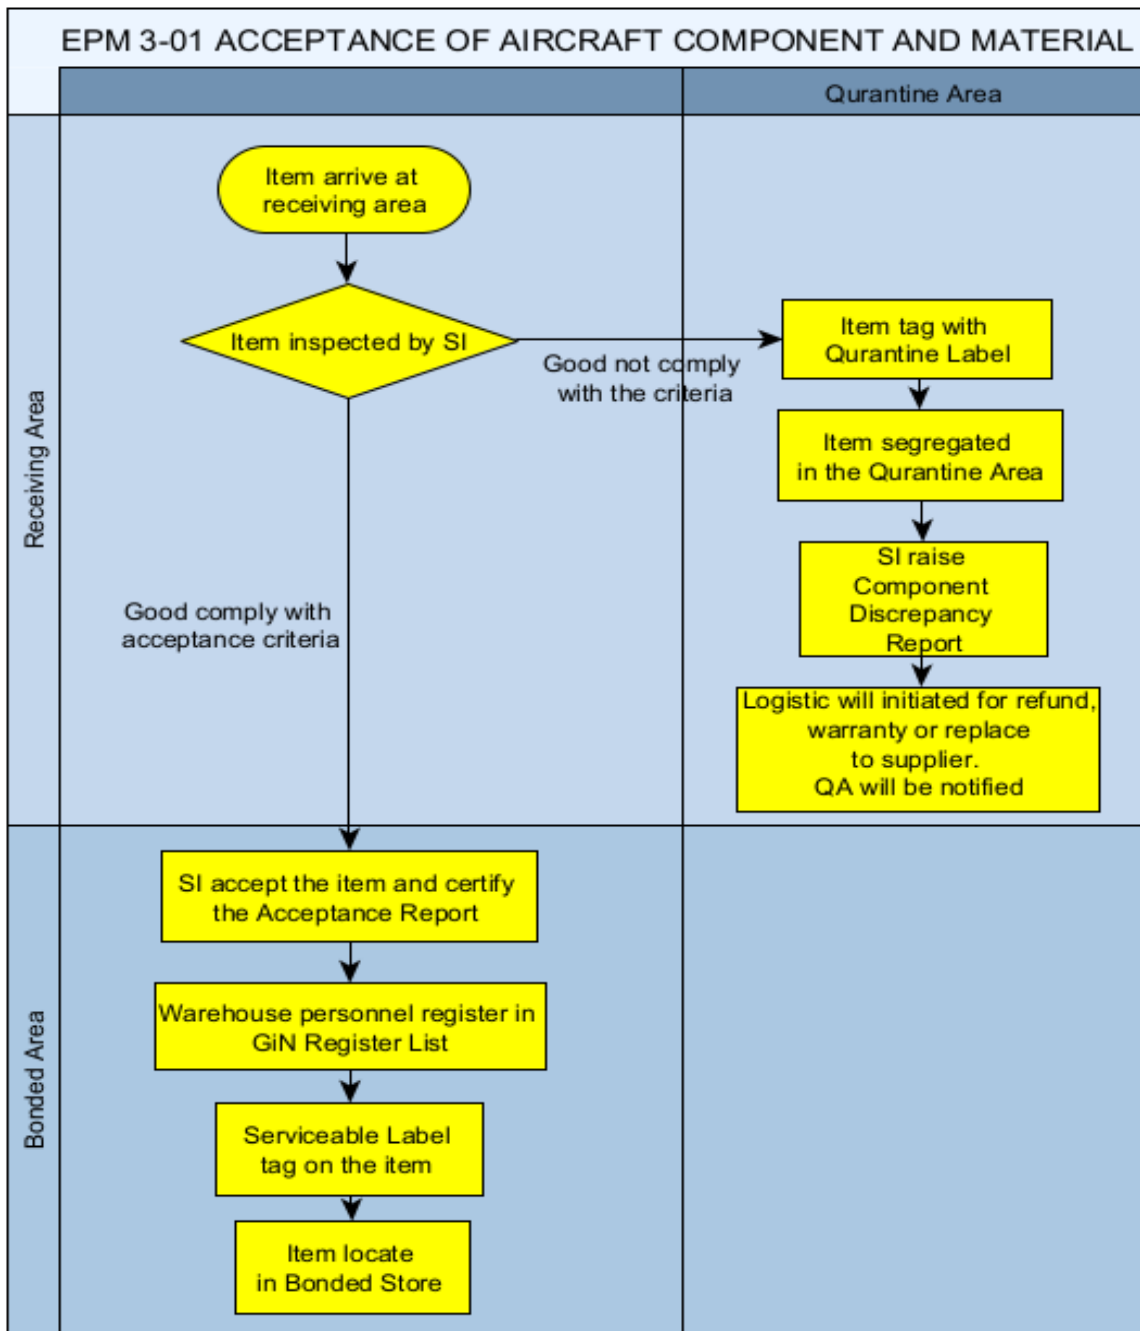 EPM 3-01 ACCEPTANCE OF AIRCRAFT COMPONENT AND MATERIAL
Qurantine Area
Receiving Area
Item arrive at
receiving area
Item inspected by SI
Good not comply
with the criteria
Item tag with
Qurantine Label
Item segregated
in the Qurantine Area
SI raise
Component
Discrepancy
Report
Logistic will initiated for refund,
warranty or replace
to supplier.
QA will be notified
Good comply with
acceptance criteria
Bonded Area
SI accept the item and certify
the Acceptance Report
Warehouse personnel register in
GiN Register List
Serviceable Label
tag on the item
Item locate
in Bonded Store